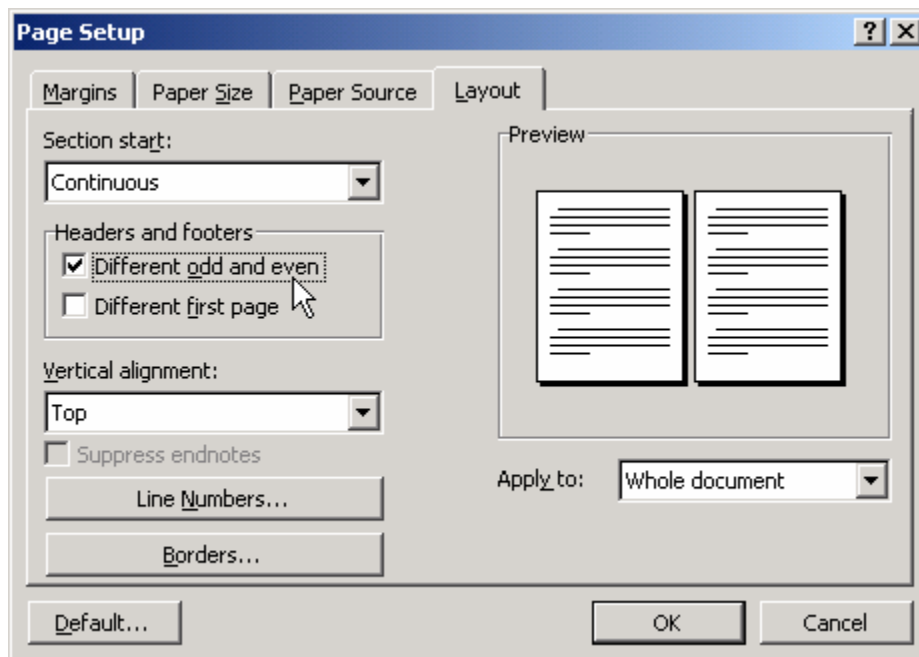 Page Setup
Margins
Paper Size
Paper Source
Layout
Section start:
Continuous
Headers and footers
Different odd and even
Different first page
Vertical alignment:
Top
Suppress endnotes
Line Numbers...
Borders...
Preview
Apply to:
Whole document
Default...
OK
Cancel